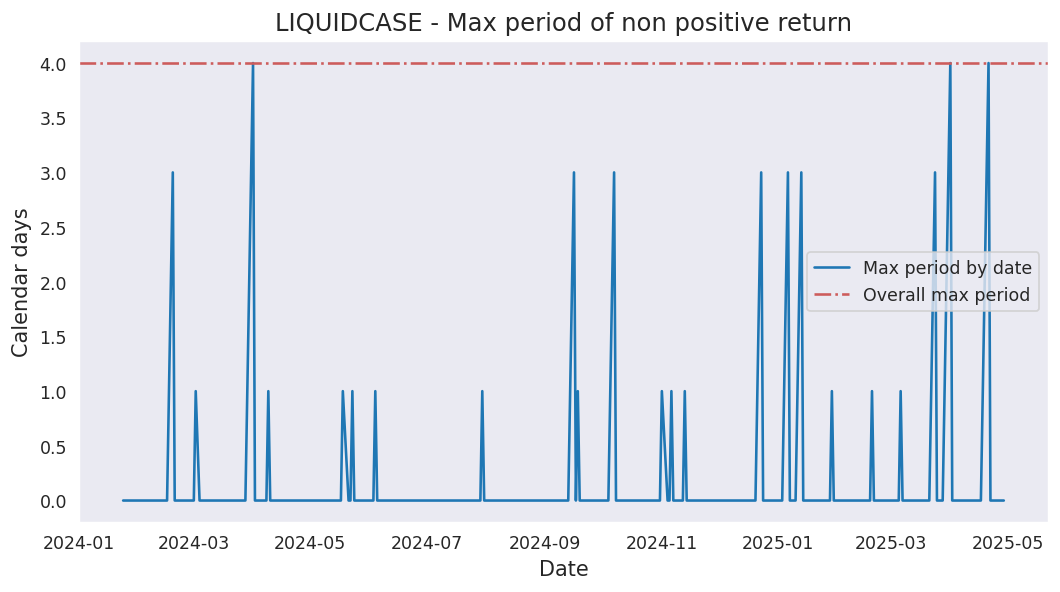 LIQUIDCASE - Max period of non positive return
4.0
3.5
3.0
2.5
2.0
1.5
1.0
0.5
0.0
Calendar days
Max period by date
Overall max period
2024-01 2024-03 2024-05 2024-07 2024-09 2024-11 2025-01 2025-03 2025-05
Date